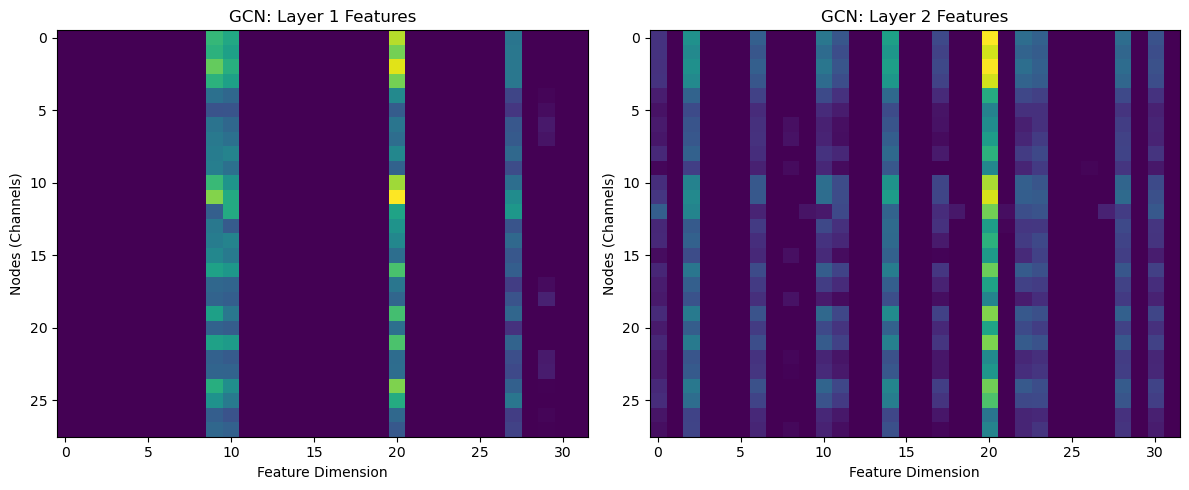 GCN: Layer 1 Features
Nodes (Channels)
0
5
10
15
20
25
0 5 10 15 20 25 30
Feature Dimension
GCN: Layer 2 Features
Nodes (Channels)
0
5
10
15
20
25
0 5 10 15 20 25 30
Feature Dimension